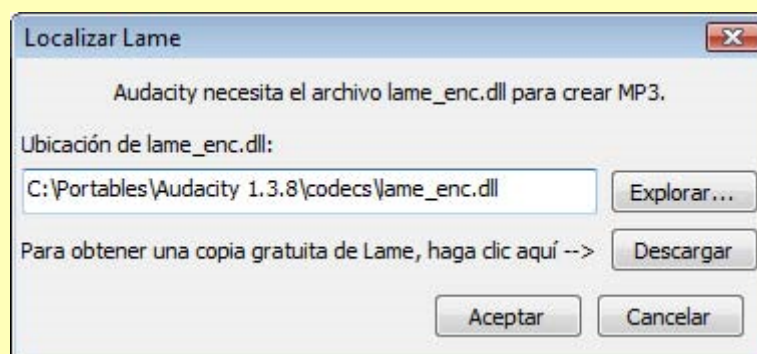 Localizar Lame
Audacity necesita el archivo lame_enc.dll para crear MP3.
Ubicación de lame_enc.dll:
C:\Portables\Audacity 1.3.8\codecs\lame_enc.dll
Explorar...
Para obtener una copia gratuita de Lame, haga clic aquí -->
Descargar
Aceptar
Cancelar